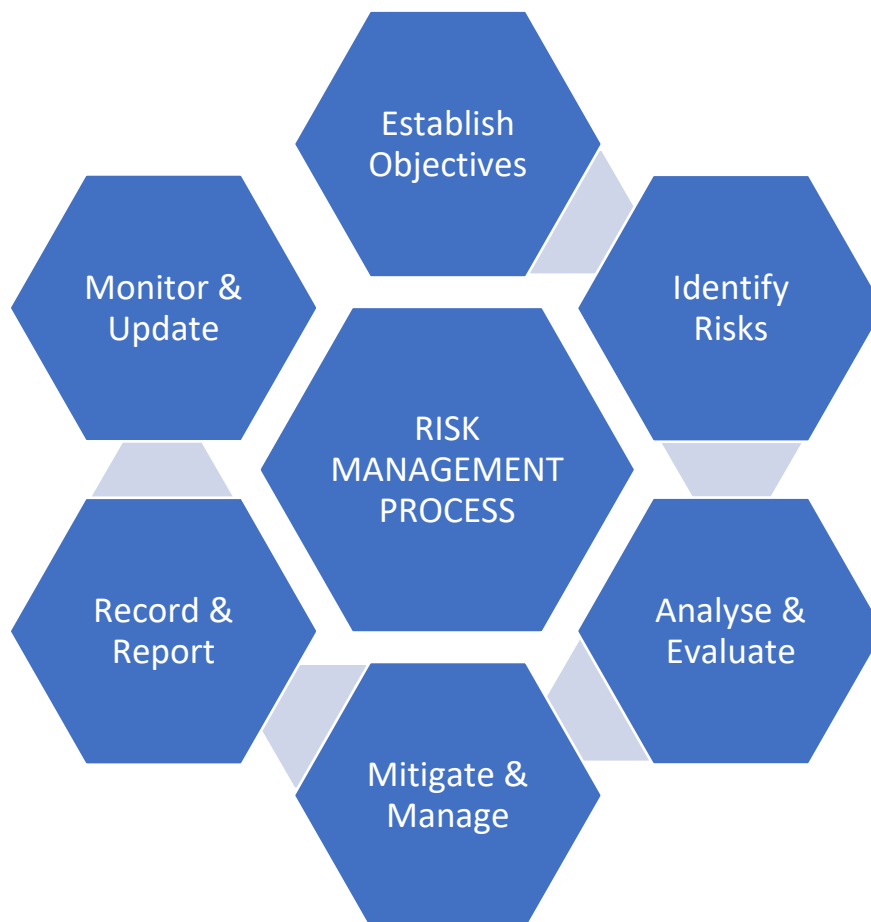 Establish
Objectives
Identify
Risks
Analyse &
Evaluate
Mitigate &
Manage
Record &
Report
Monitor &
Update
RISK
MANAGEMENT
PROCESS